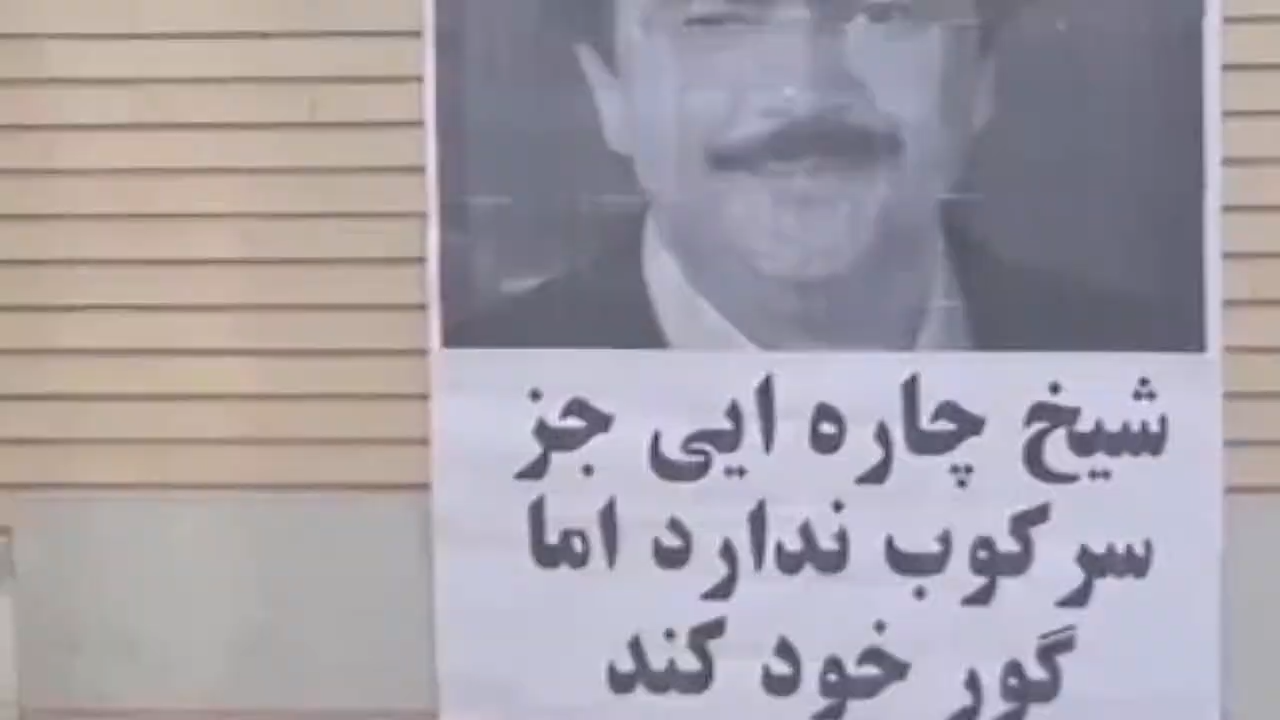 شیخ چاره ایی جز
سرکوب ندارد اما
گور خود کند